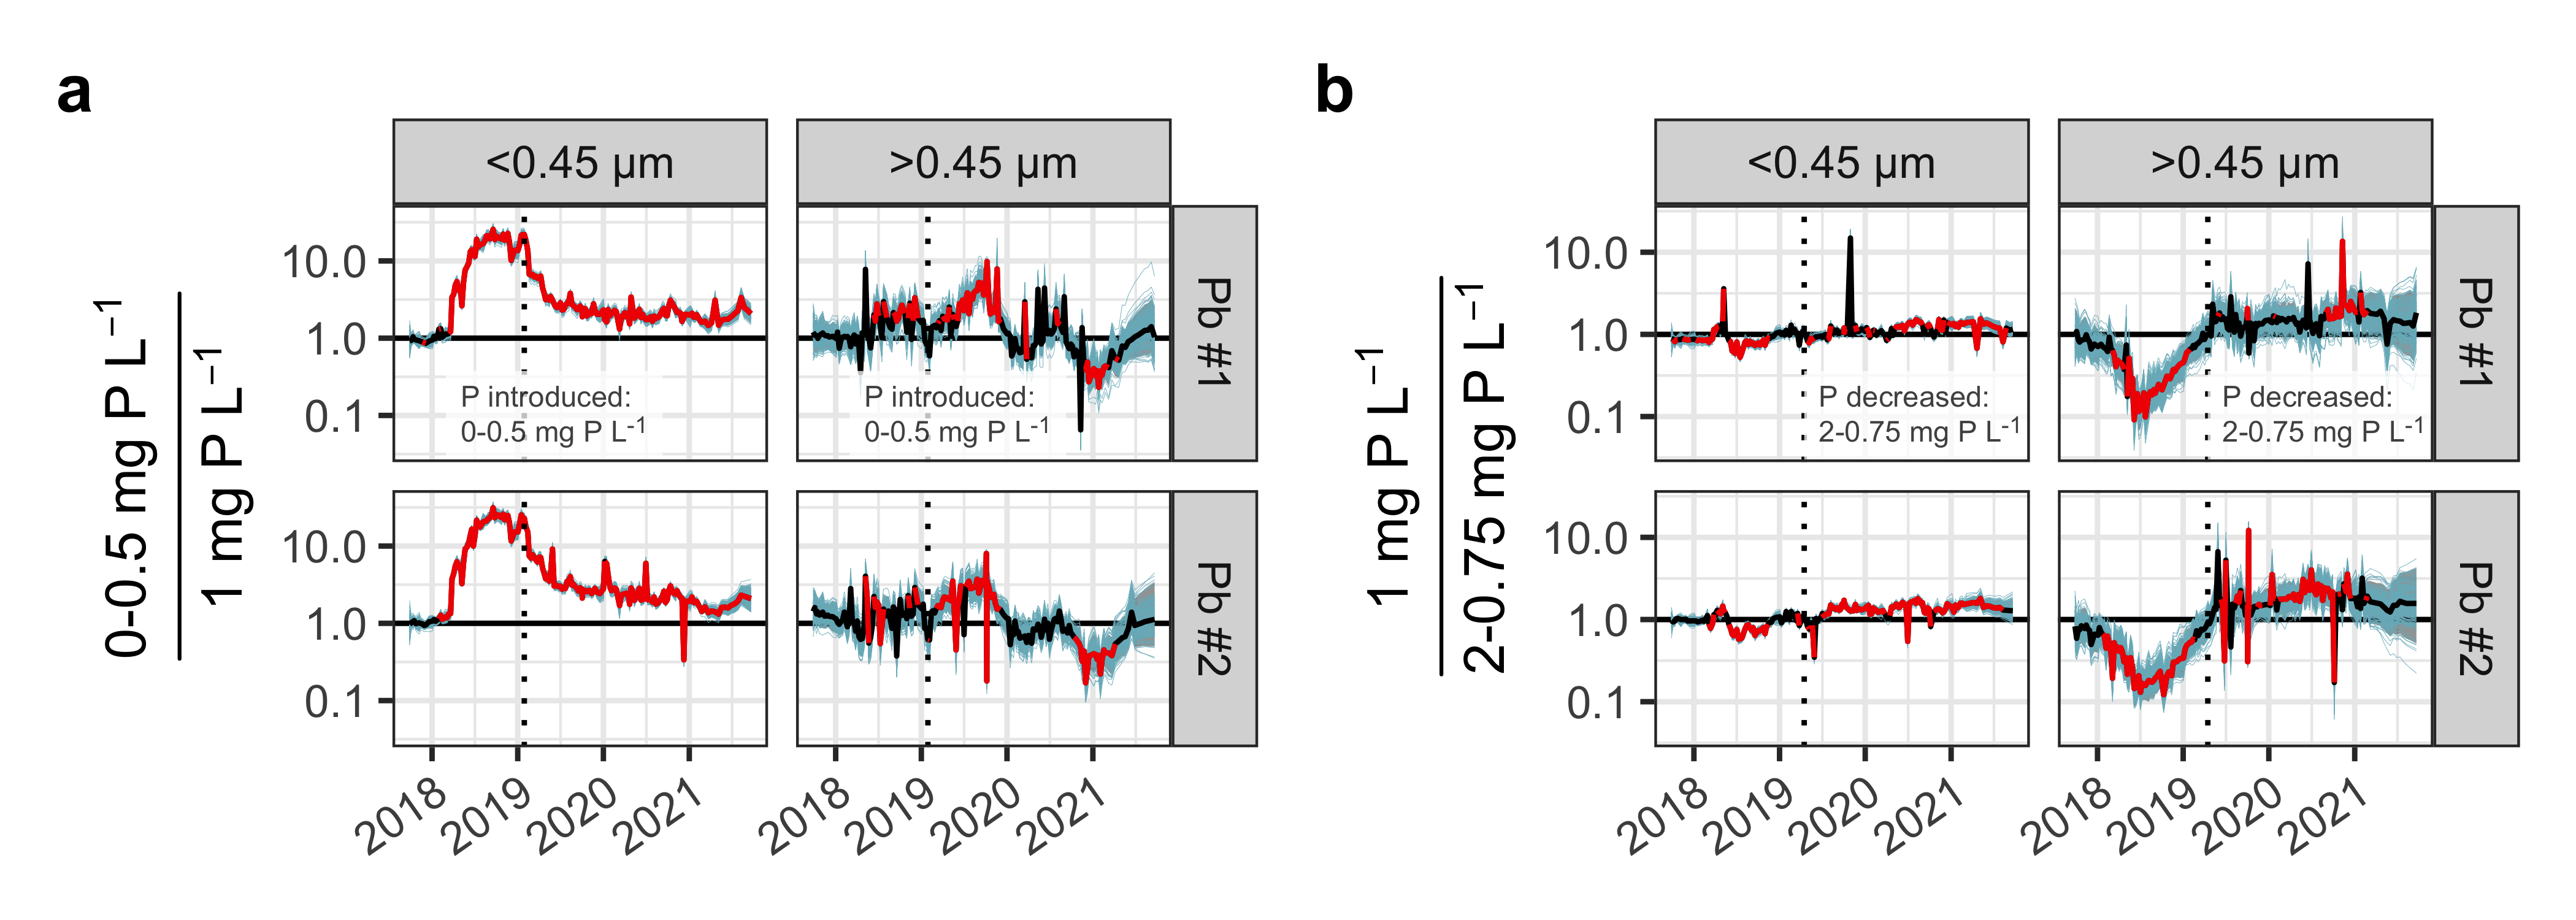 a
<0.45 µm
>0.45 µm
0-0.5 mg P L⁻¹
1 mg P L⁻¹
10.0
1.0
0.1
P introduced:
0-0.5 mg P L⁻¹
P introduced:
0-0.5 mg P L⁻¹
Pb #1
10.0
1.0
0.1
Pb #2
2018
2019
2020
2021
2018
2019
2020
2021
b
<0.45 µm
>0.45 µm
1 mg P L⁻¹
2-0.75 mg P L⁻¹
10.0
1.0
0.1
P decreased:
2-0.75 mg P L⁻¹
P decreased:
2-0.75 mg P L⁻¹
Pb #1
10.0
1.0
0.1
Pb #2
2018
2019
2020
2021
2018
2019
2020
2021